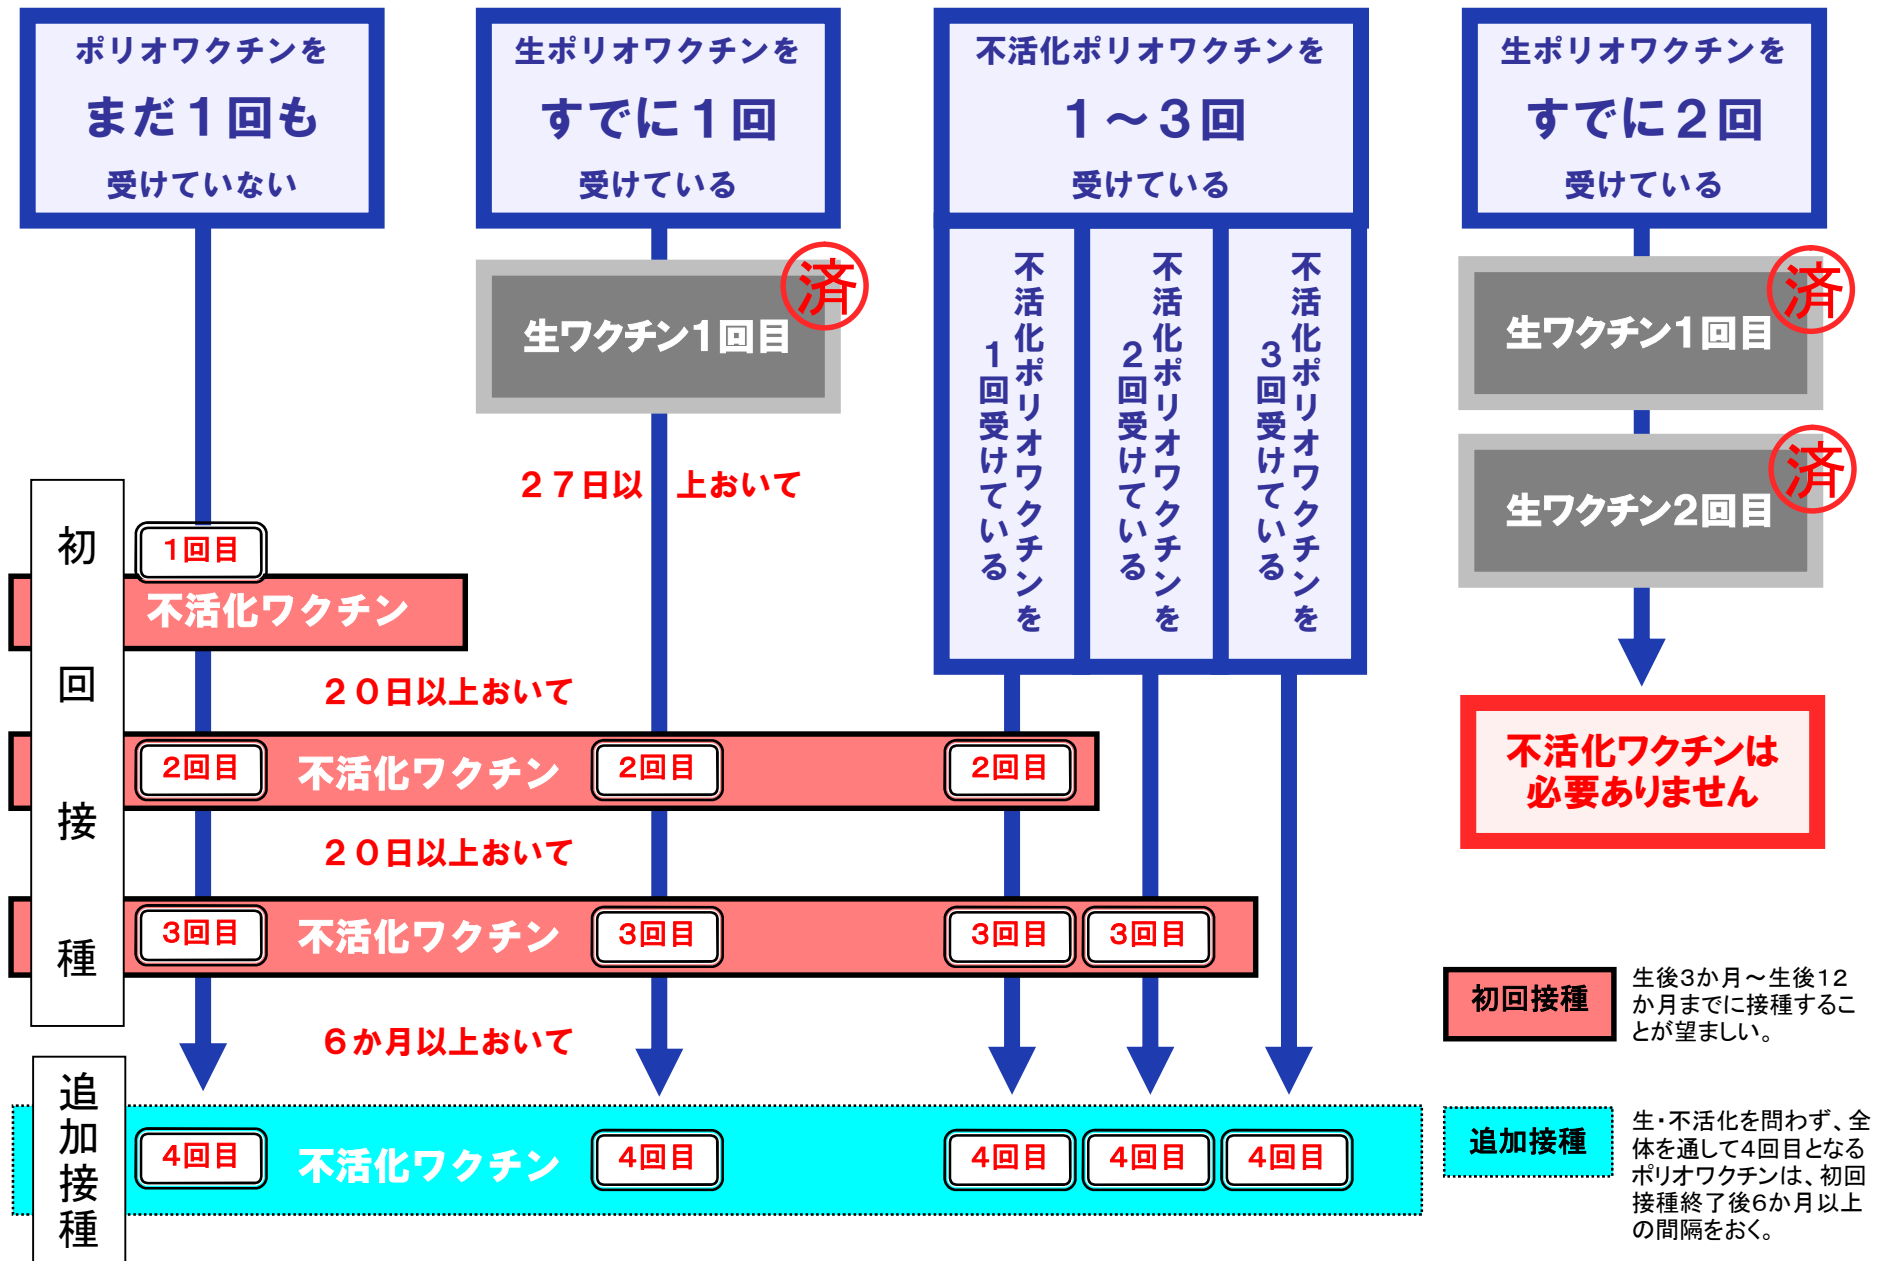 ポリオワクチンを
まだ１回も
受けていない
生ポリオワクチンを
すでに１回
受けている
不活化ポリオワクチンを
１～３回
受けている
生ポリオワクチンを
すでに２回
受けている
済
生ワクチン1回目
２７日以上おいて
不活化ポリオワクチンを
１回受けている
不活化ポリオワクチンを
２回受けている
不活化ポリオワクチンを
３回受けている
済
生ワクチン1回目
済
生ワクチン2回目
不活化ワクチンは
必要ありません
初回接種
1回目
不活化ワクチン
２０日以上おいて
2回目 不活化ワクチン 2回目 2回目
２０日以上おいて
3回目 不活化ワクチン 3回目 3回目 3回目
６か月以上おいて
追加接種
4回目 不活化ワクチン 4回目 4回目 4回目 4回目
初回接種
生後3か月～生後１２
か月までに接種するこ
とが望ましい。
追加接種
生・不活化を問わず、全
体を通して4回目となる
ポリオワクチンは、初回
接種終了後6か月以上
の間隔をおく。